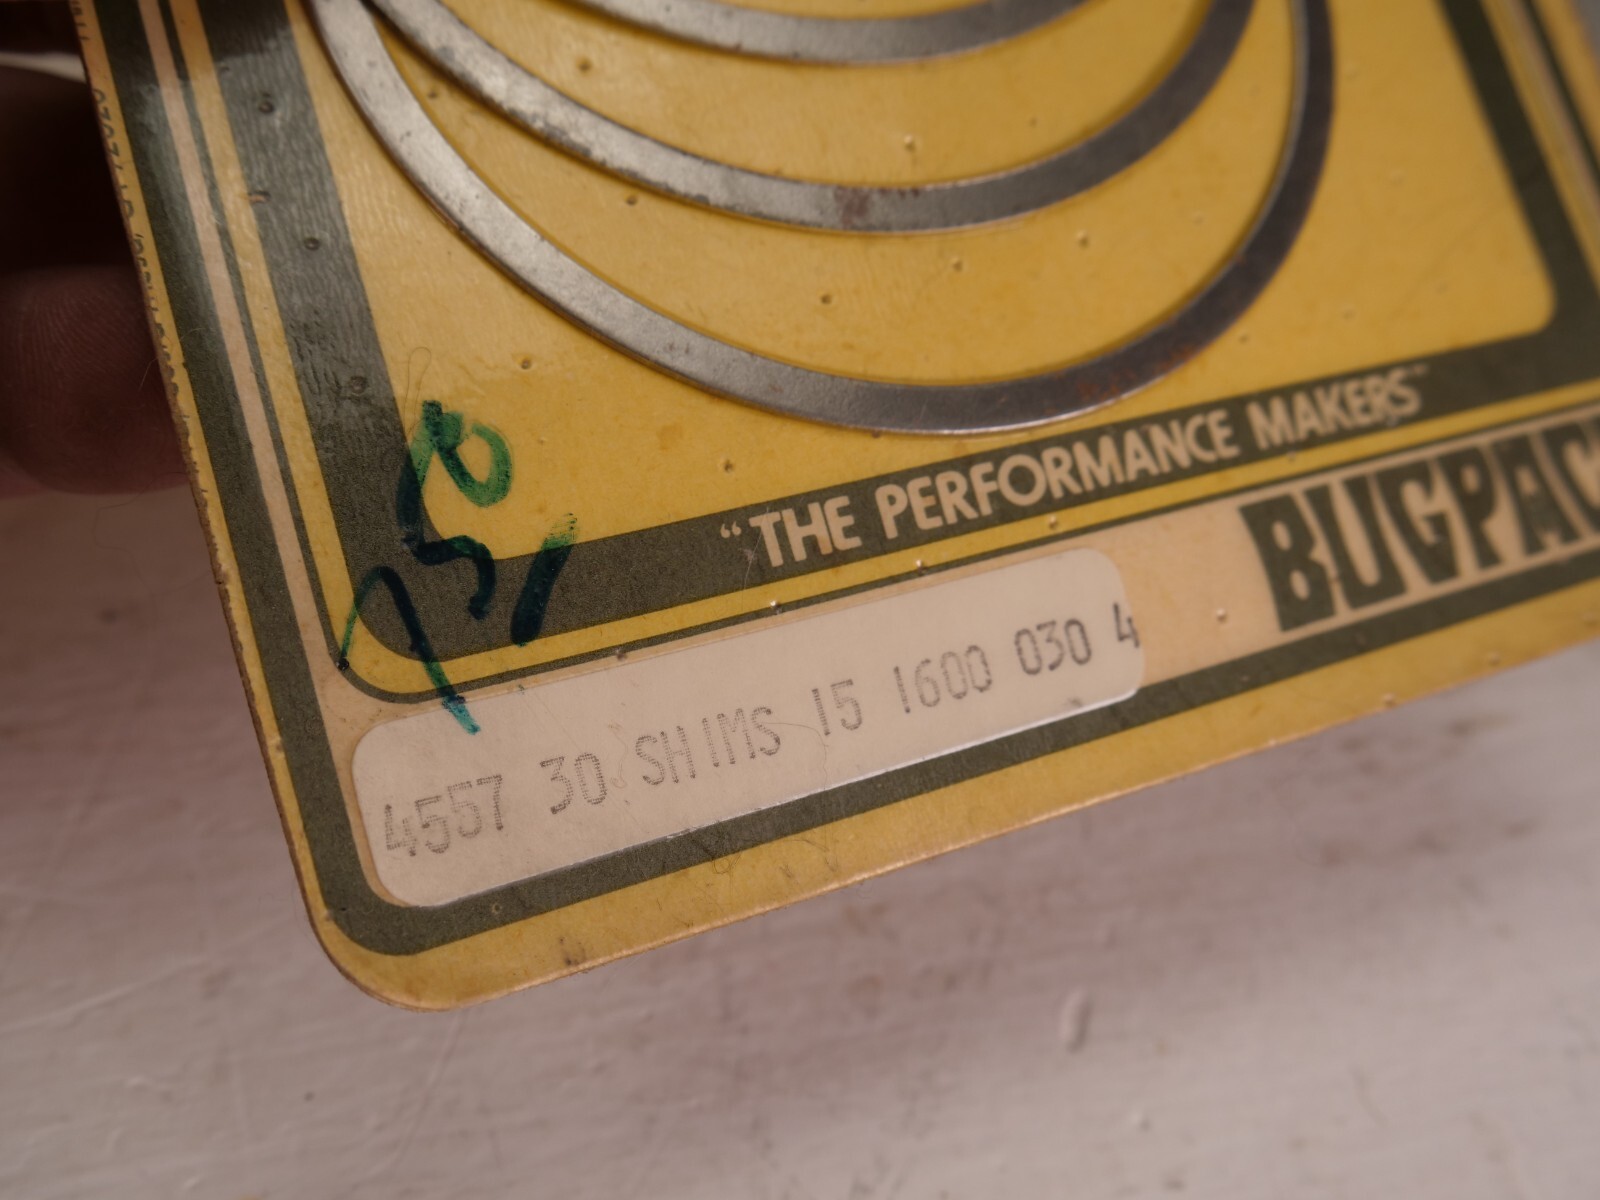 “THE PERFORMANCE MAKERS”
BUGPAC
4557 30 SHIMS 15 1600 030 4